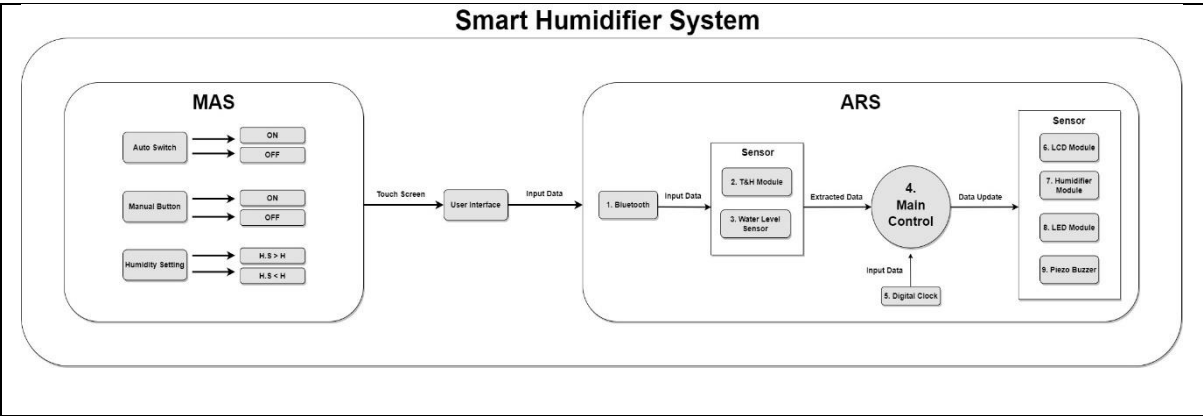 Smart Humidifier System
MAS
Auto Switch
ON
OFF
Manual Button
ON
OFF
Humidity Setting
H.S > H
H.S < H
Touch Screen
User Interface
Input Data
ARS
1. Bluetooth
Input Data
Sensor
2. T&H Module
3. Water Level
Sensor
Extracted Data
4.
Main
Control
Input Data
5. Digital Clock
Data Update
Sensor
6. LCD Module
7. Humidifier
Module
8. LED Module
9. Piezo Buzzer